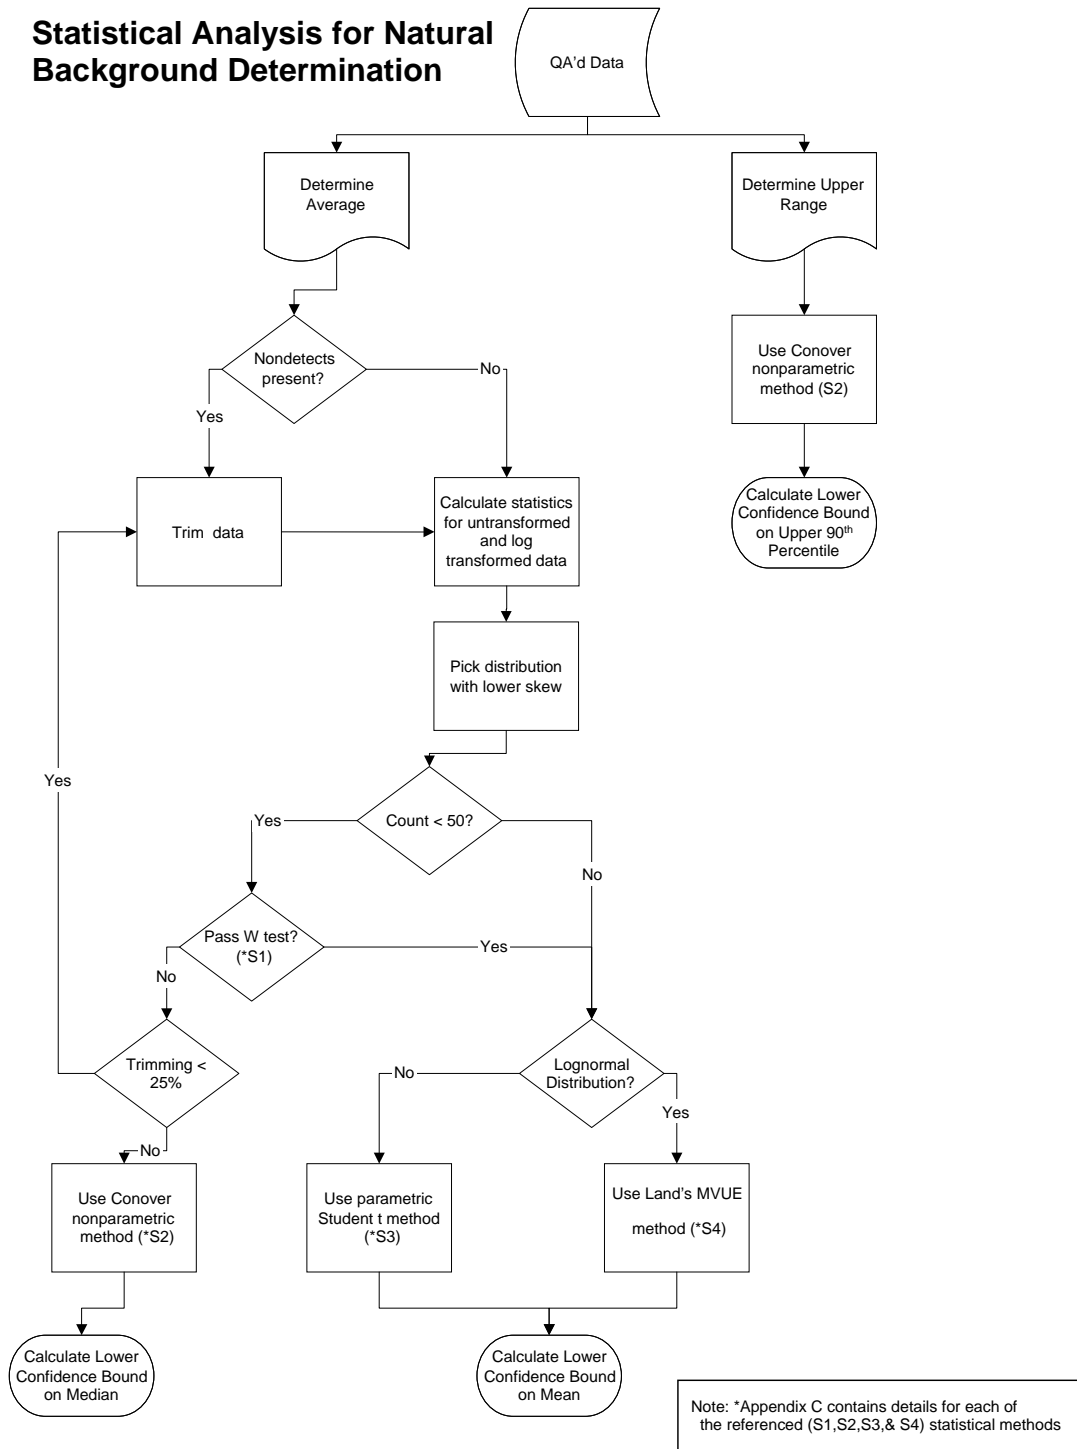 Statistical Analysis for Natural
Background Determination
QA'd Data
Determine
Average
Determine Upper
Range
Nondetects
present?
No
Yes
Use Conover
nonparametric
method (S2)
Trim data
Calculate statistics
for untransformed
and log
transformed data
Calculate Lower
Confidence Bound
on Upper 90th
Percentile
Pick distribution
with lower skew
Yes
Count < 50?
Yes
No
Pass W test?
(*S1)
Yes
No
Trimming <
25%
Lognormal
Distribution?
No
Yes
No
Use Conover
nonparametric
method (*S2)
Use parametric
Student t method
(*S3)
Use Land's MVUE
method (*S4)
Calculate Lower
Confidence Bound
on Median
Calculate Lower
Confidence Bound
on Mean
Note: *Appendix C contains details for each of
the referenced (S1,S2,S3,& S4) statistical methods